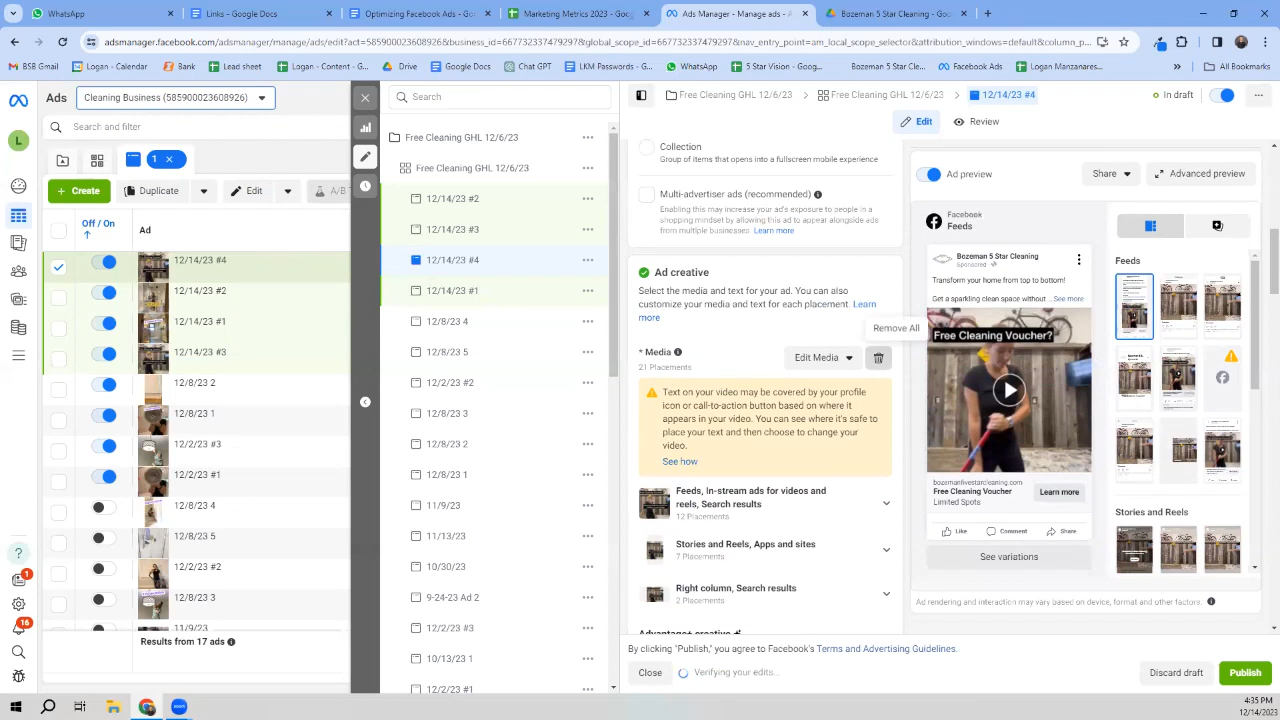 WhatsApp
Links - Google Docs
Optimizing Facebook Ads - Goo
Marketing Metrics 2023 - Goog
Ads Manager - Manage ads - A
Bozeman 5 Star Cleaning - Goo
adsmanager.facebook.com/adsmanager/manage/ads/edit?act=585900023608926&business_id=667732337479297&global_scope_id=667732337479297&nav_entry_point=am_local_scope_selector&attribution_windows=default&column_p...
BSB Gmail
Logan - Calendar
Banking
Lead sheet
Logan - Content - G...
Drive
Google Docs
Chat GPT
LKM Passwords - G...
WhatsApp
5 Star Vision - Goog...
Bozeman 5 Star Cle...
Facebook Ads
Logan Manzanares...
All Bookmarks
Ads
Cleaning Business (585900023608926)
Search
Free Cleaning GHL 12/6/23
Free Cleaning GHL 12/6/23
12/14/23 #4
In draft
Search and filter
Edit
Review
1
Free Cleaning GHL 12/6/23
Free Cleaning GHL 12/6/23
Create
Duplicate
Edit
A/B T
12/14/23 #2
12/14/23 #3
12/14/23 #4
12/14/23 #1
12/8/23 4
12/8/23 5
12/2/23 #2
12/8/23 3
12/8/23 2
12/8/23 1
11/9/23
11/13/23
10/30/23
9-24-23 Ad 2
12/2/23 #3
10/13/23 1
12/2/23 #1
Off / On
Ad
12/14/23 #4
12/14/23 #2
12/14/23 #1
12/14/23 #3
12/8/23 2
12/8/23 1
12/2/23 #3
12/2/23 #1
12/8/23 4
12/8/23 5
12/2/23 #2
12/8/23 3
11/9/23
Results from 17 ads
Collection
Group of items that opens into a fullscreen mobile experience
Multi-advertiser ads (recommended)
Enabling this may increase your ad's exposure to people in a
shopping mindset by allowing this ad to appear alongside ads
from multiple businesses. Learn more
Ad creative
Select the media and text for your ad. You can also
customize your media and text for each placement. Learn
more
Remove All
* Media
21 Placements
Edit Media
Text on your video may be covered by your profile
icon or call-to-action button based on where it
appears in your video. You can see where it's safe to
place your text and then choose to change your
video.
See how
Feeds, In-stream ads for videos and
reels, Search results
12 Placements
Stories and Reels, Apps and sites
7 Placements
Right column, Search results
2 Placements
Advantage+ creative
Ad preview
Share
Advanced preview
Facebook
Feeds
Bozeman 5 Star Cleaning
Sponsored
Transform your home from top to bottom!
Get a sparkling clean space without ...See more
Free Cleaning Voucher?
bozemanfivestarcleaning.com
Free Cleaning Voucher
Limited Spots
Learn more
Like
Comment
Share
See variations
Feeds
Stories and Reels
Ad rendering and interaction may vary based on device, format and other factors.
By clicking "Publish," you agree to Facebook's Terms and Advertising Guidelines.
Close
Verifying your edits...
Discard draft
Publish
L
1
16
4:35 PM
12/14/2023